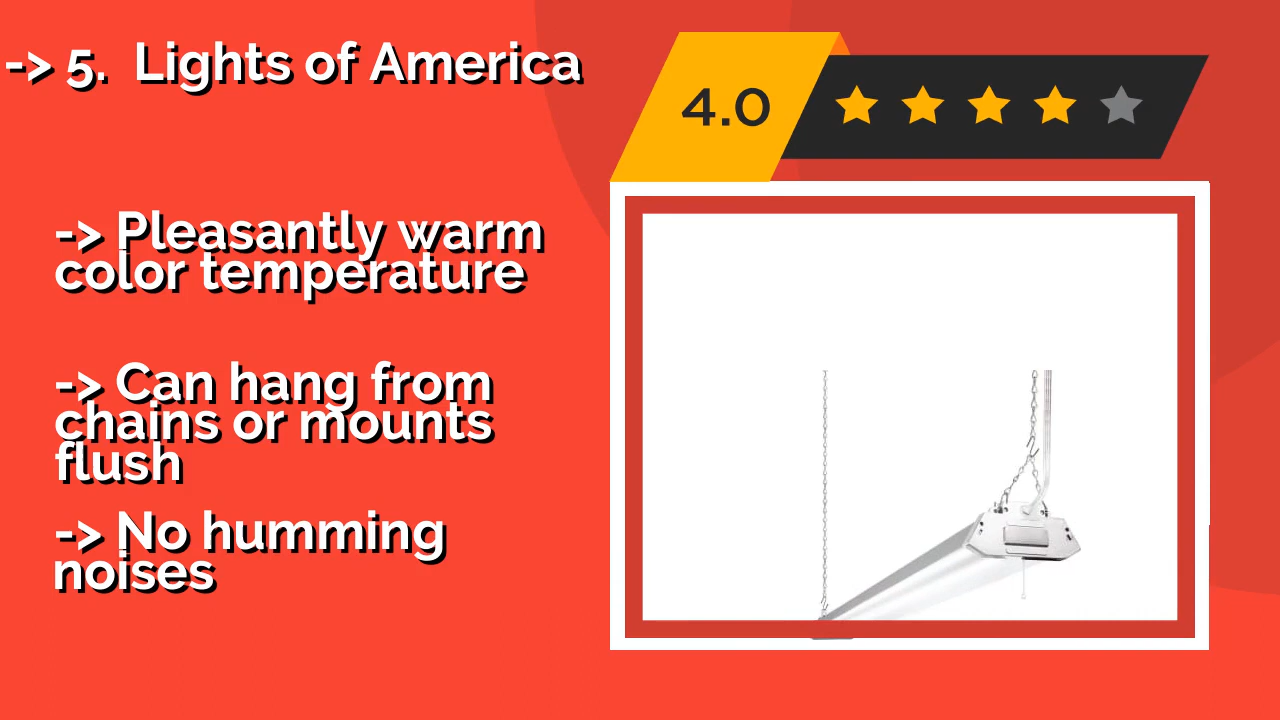 -> 5. Lights of America
4.0
-> Pleasantly warm
color temperature
-> Can hang from
chains or mounts
flush
-> No humming
noises